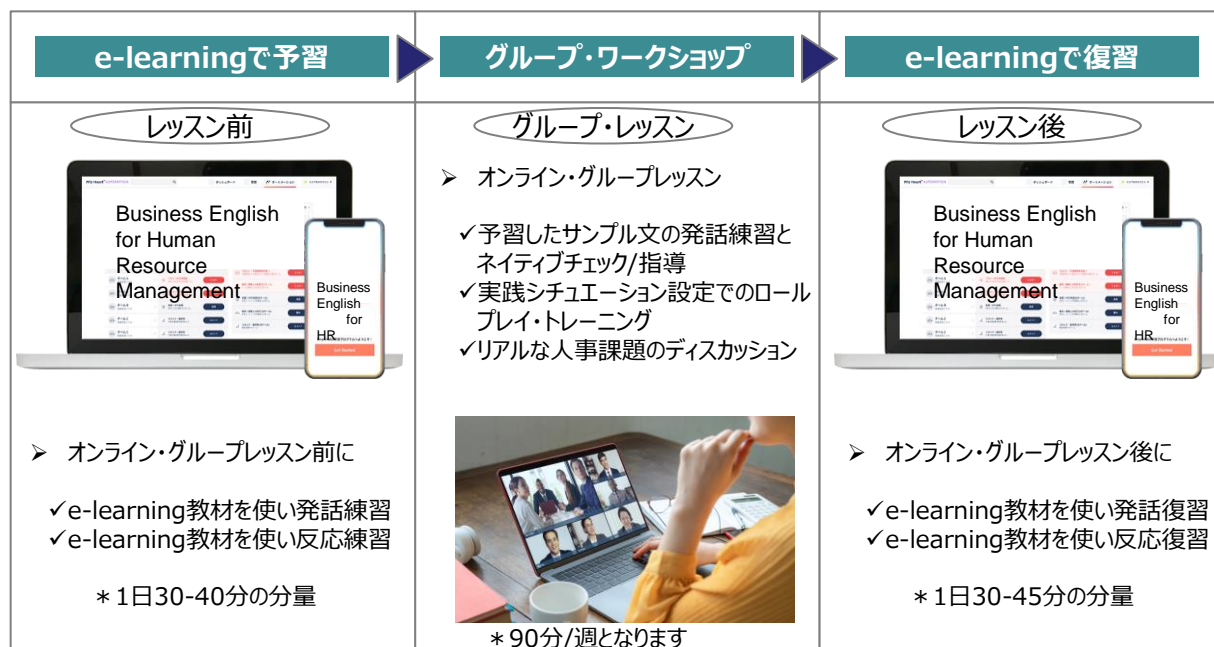 e-learningで予習
グループ・ワークショップ
e-learningで復習
レッスン前
Business English
for Human
Resource
Management
Business
English
for
HR
Get Started
➢ オンライン・グループレッスン前に
✓e-learning教材を使い発話練習
✓e-learning教材を使い反応練習
＊1日30-40分の分量
グループ・レッスン
➢ オンライン・グループレッスン
✓予習したサンプル文の発話練習と
ネイティブチェック/指導
✓実践シチュエーション設定でのロール
プレイ・トレーニング
✓リアルな人事課題のディスカッション
＊90分/週となります
レッスン後
Business English
for Human
Resource
Management
Business
English
for
HR
Get Started
➢ オンライン・グループレッスン後に
✓e-learning教材を使い発話復習
✓e-learning教材を使い反応復習
＊1日30-45分の分量